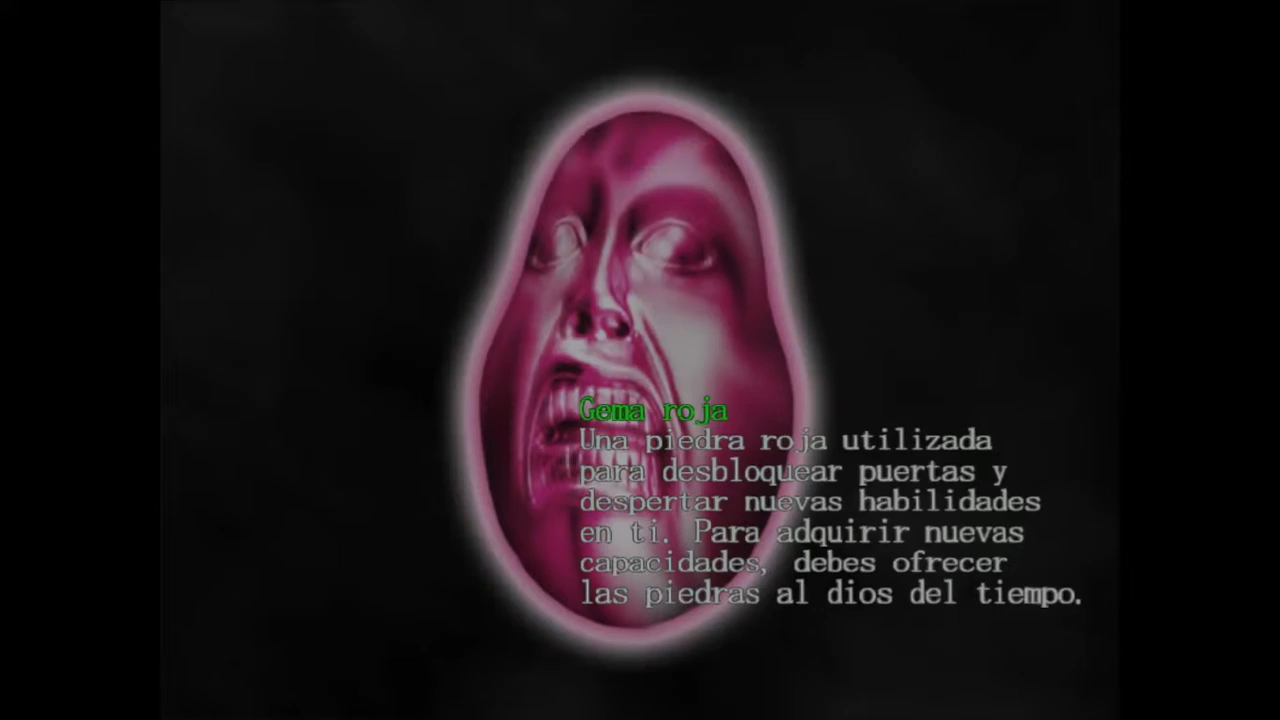 Gema roja
Una piedra roja utilizada
para desbloquear puertas y
despertar nuevas habilidades
en ti. Para adquirir nuevas
capacidades, debes ofrecer
las piedras al dios del tiempo.